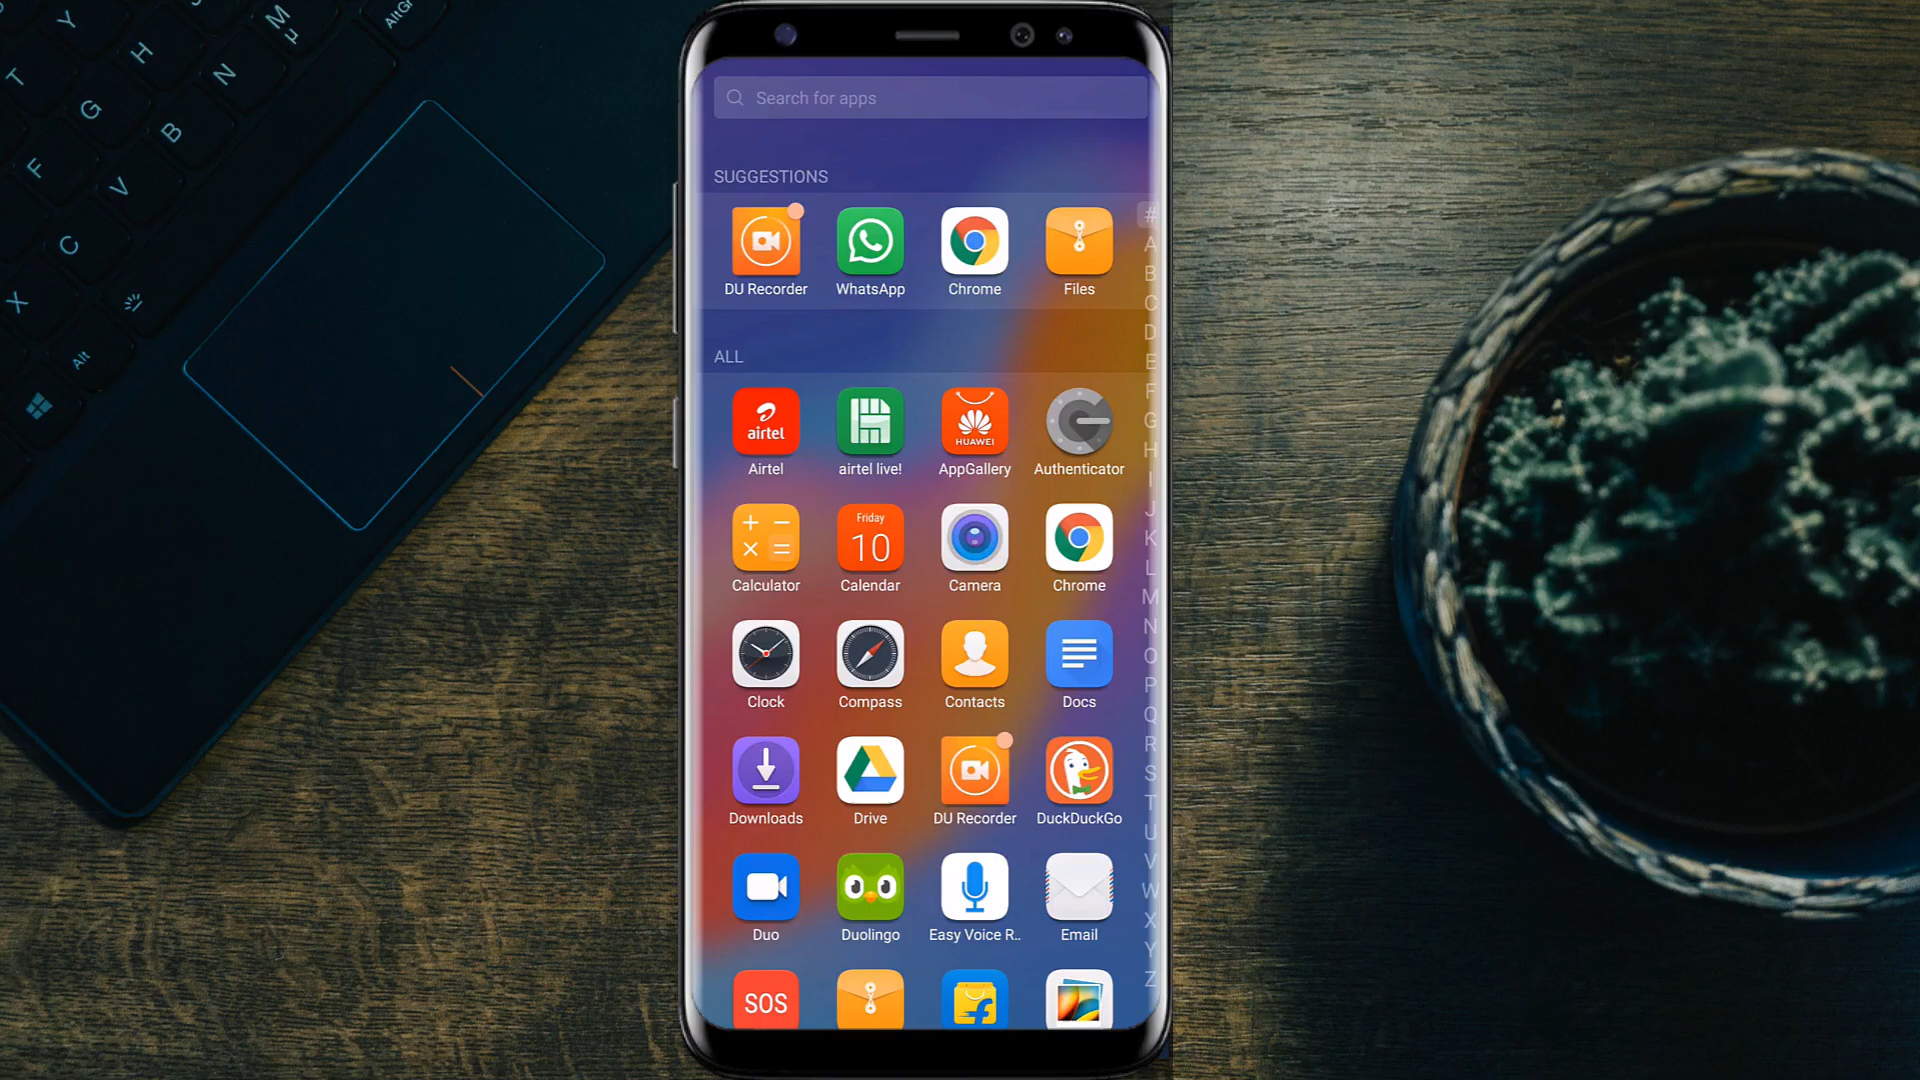 Search for apps
SUGGESTIONS
DU Recorder WhatsApp Chrome Files
ALL
airtel
HUAWEI
Airtel airtel live! AppGallery Authenticator
Friday
10
Calculator Calendar Camera Chrome
Clock Compass Contacts Docs
Downloads Drive DU Recorder DuckDuckGo
Duo Duolingo Easy Voice R.. Email
SOS
#
A
B
C
D
E
F
G
H
I
J
K
L
M
N
O
P
Q
R
S
T
U
V
W
X
Y
Z
Y
M
µ
AltGr
T
H
N
G
B
F
V
C
X
Alt